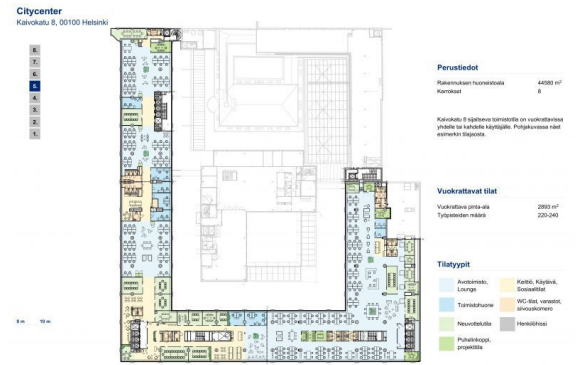 Citycenter
Kaivokatu 8, 00100 Helsinki
8.
7.
6.
5.
4.
3.
2.
1.
Perustiedot
Rakennuksen huoneistoala 44580 m²
Kerrokset 8
Kaivokatu 8 sijaitseva toimistotila on vuokrattavissa
yhdelle tai kahdelle käyttäjälle. Pohjakuvassa näet
esimerkin tilajaosta.
Vuokrattavat tilat
Vuokrattava pinta-ala 2893 m²
Työpisteiden määrä 220-240
Tilatyypit
Avotoimisto,
Lounge
Keittiö, Käytävä,
Sosiaalitilat
Toimistohuone
WC-tilat, varastot,
siivouskomero
Neuvottelutila
Henkilöhissi
Puhelinkoppi,
projektitila
5 m 10 m